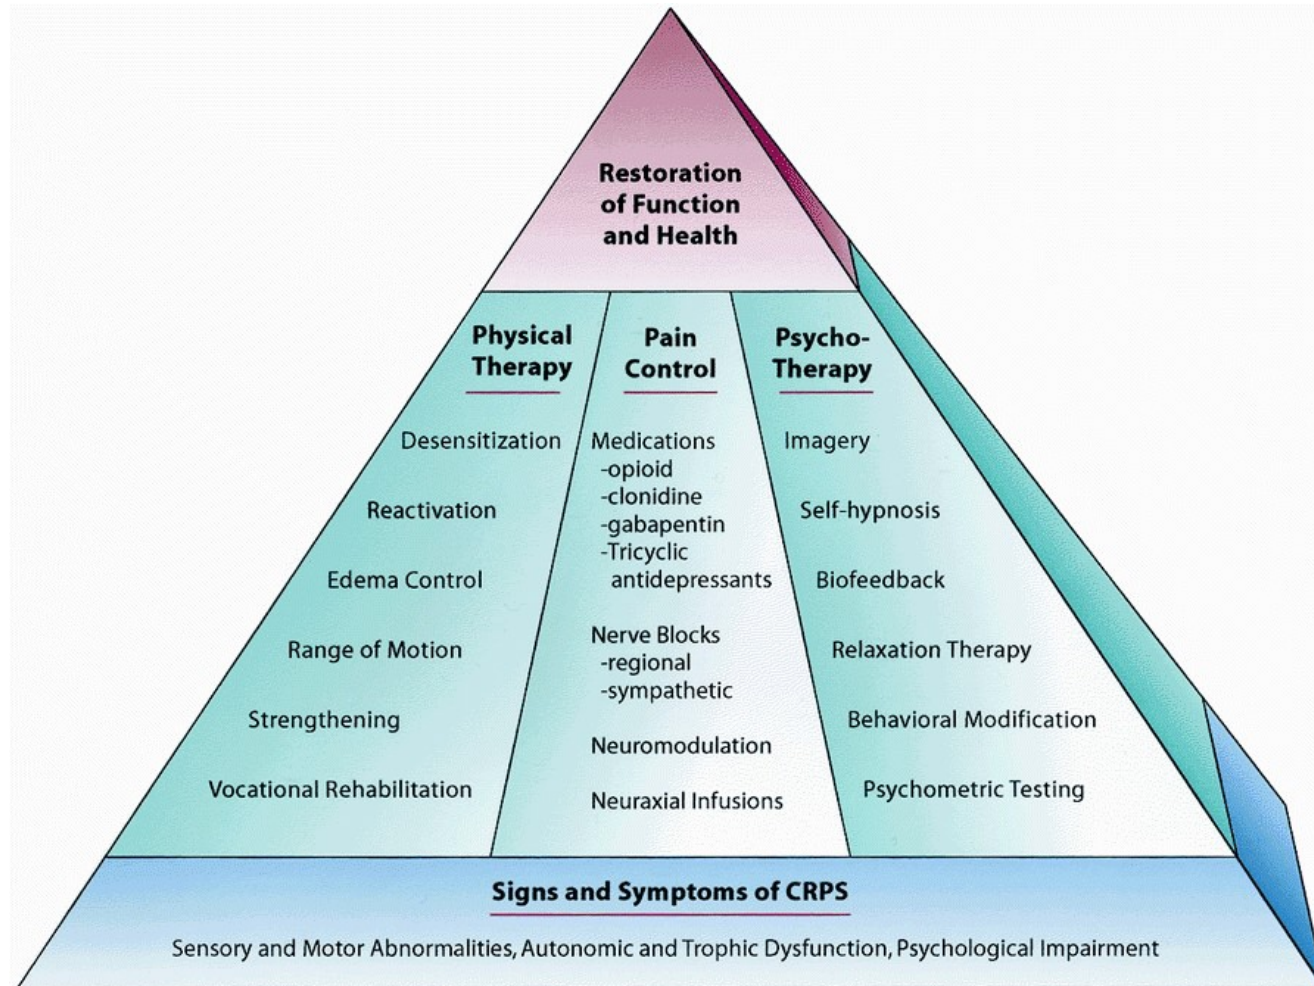 Restoration
of Function
and Health
Physical
Therapy
Desensitization
Reactivation
Edema Control
Range of Motion
Strengthening
Vocational Rehabilitation
Pain
Control
Medications
-opioid
-clonidine
-gabapentin
-Tricyclic
antidepressants
Nerve Blocks
-regional
-sympathetic
Neuromodulation
Neuraxial Infusions
Psycho-
Therapy
Imagery
Self-hypnosis
Biofeedback
Relaxation Therapy
Behavioral Modification
Psychometric Testing
Signs and Symptoms of CRPS
Sensory and Motor Abnormalities, Autonomic and Trophic Dysfunction, Psychological Impairment